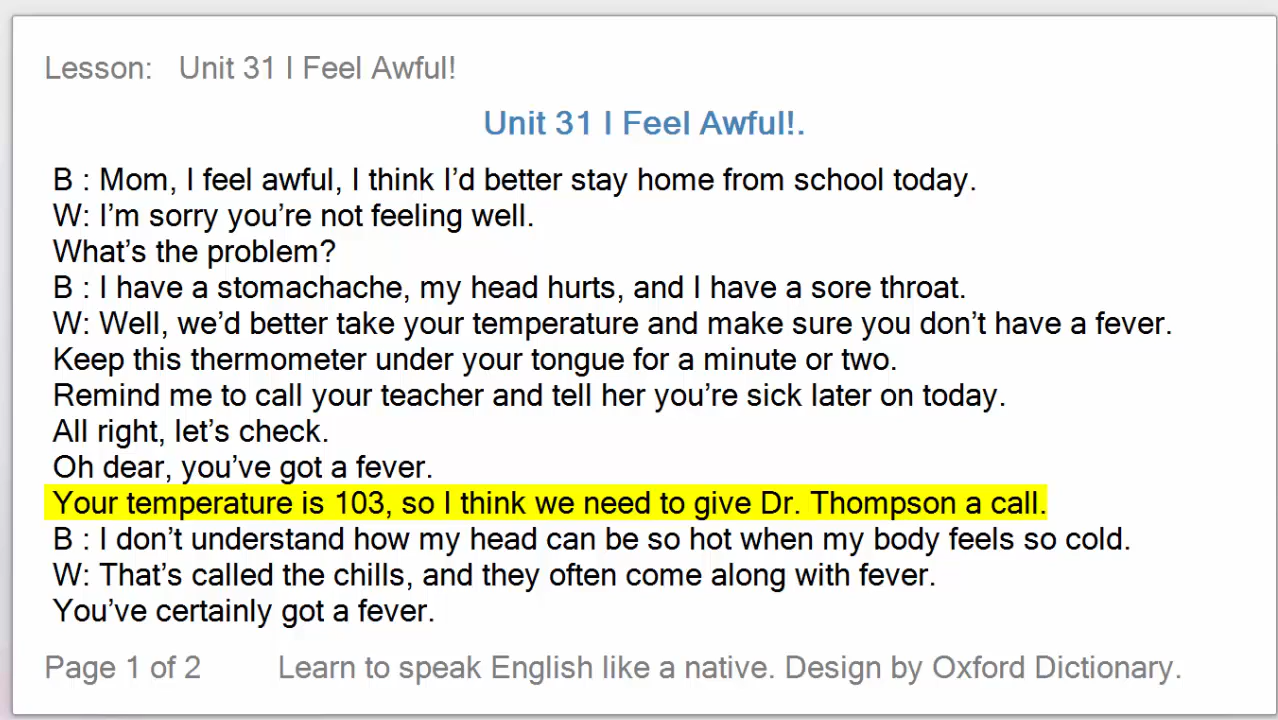 Lesson: Unit 31 I Feel Awful!
Unit 31 I Feel Awful!.
B : Mom, I feel awful, I think I’d better stay home from school today.
W: I’m sorry you’re not feeling well.
What’s the problem?
B : I have a stomachache, my head hurts, and I have a sore throat.
W: Well, we’d better take your temperature and make sure you don’t have a fever.
Keep this thermometer under your tongue for a minute or two.
Remind me to call your teacher and tell her you’re sick later on today.
All right, let’s check.
Oh dear, you’ve got a fever.
Your temperature is 103, so I think we need to give Dr. Thompson a call.
B : I don’t understand how my head can be so hot when my body feels so cold.
W: That’s called the chills, and they often come along with fever.
You’ve certainly got a fever.
Page 1 of 2 Learn to speak English like a native. Design by Oxford Dictionary.